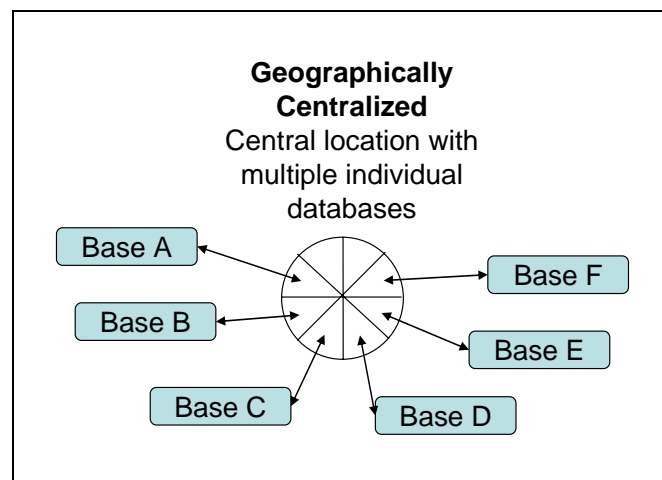 Geographically
Centralized
Central location with
multiple individual
databases
Base A
Base F
Base B
Base E
Base C
Base D